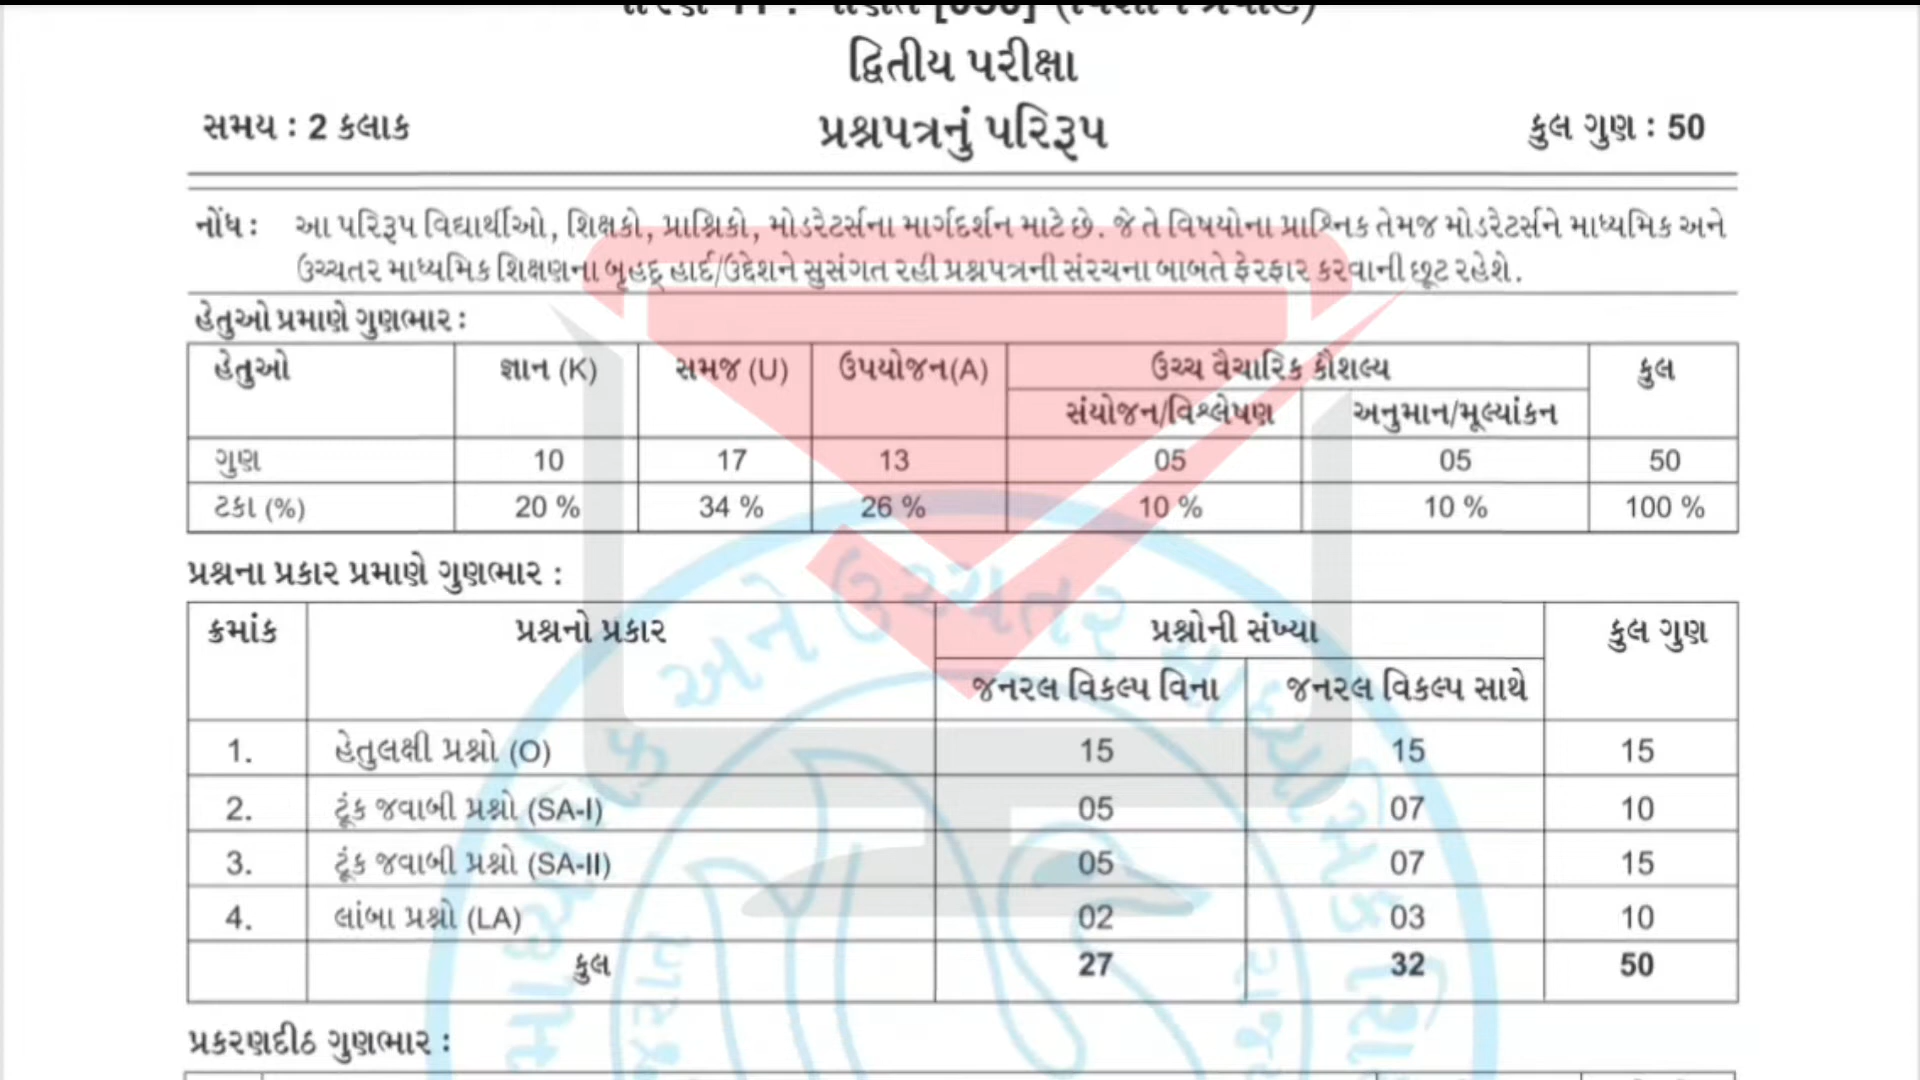 ધોરણ 11 : ગણિત [050] (વિજ્ઞાન પ્રવાહ)
દ્વિતીય પરીક્ષા
સમય : 2 કલાક પ્રશ્નપત્રનું પરિરૂપ કુલ ગુણ : 50
નોંધ : આ પરિરૂપ વિદ્યાર્થીઓ, શિક્ષકો, પ્રાશ્નિકો, મોડરેટર્સના માર્ગદર્શન માટે છે. જે તે વિષયોના પ્રાશ્નિક તેમજ મોડરેટર્સને માધ્યમિક અને
ઉચ્ચતર માધ્યમિક શિક્ષણના બૃહદ્ હાર્દ/ઉદ્દેશને સુસંગત રહી પ્રશ્નપત્રની સંરચના બાબતે ફેરફાર કરવાની છૂટ રહેશે.
હેતુઓ પ્રમાણે ગુણભાર :
હેતુઓ જ્ઞાન (K) સમજ (U) ઉપયોજન(A) ઉચ્ચ વૈચારિક કૌશલ્ય કુલ
સંયોજન/વિશ્લેષણ અનુમાન/મૂલ્યાંકન
ગુણ 10 17 13 05 05 50
ટકા (%) 20 % 34 % 26 % 10 % 10 % 100 %
પ્રશ્નના પ્રકાર પ્રમાણે ગુણભાર :
ક્રમાંક પ્રશ્નનો પ્રકાર પ્રશ્નોની સંખ્યા કુલ ગુણ
જનરલ વિકલ્પ વિના જનરલ વિકલ્પ સાથે
1. હેતુલક્ષી પ્રશ્નો (O) 15 15 15
2. ટૂંક જવાબી પ્રશ્નો (SA-I) 05 07 10
3. ટૂંક જવાબી પ્રશ્નો (SA-II) 05 07 15
4. લાંબા પ્રશ્નો (LA) 02 03 10
કુલ 27 32 50
પ્રકરણદીઠ ગુણભાર :